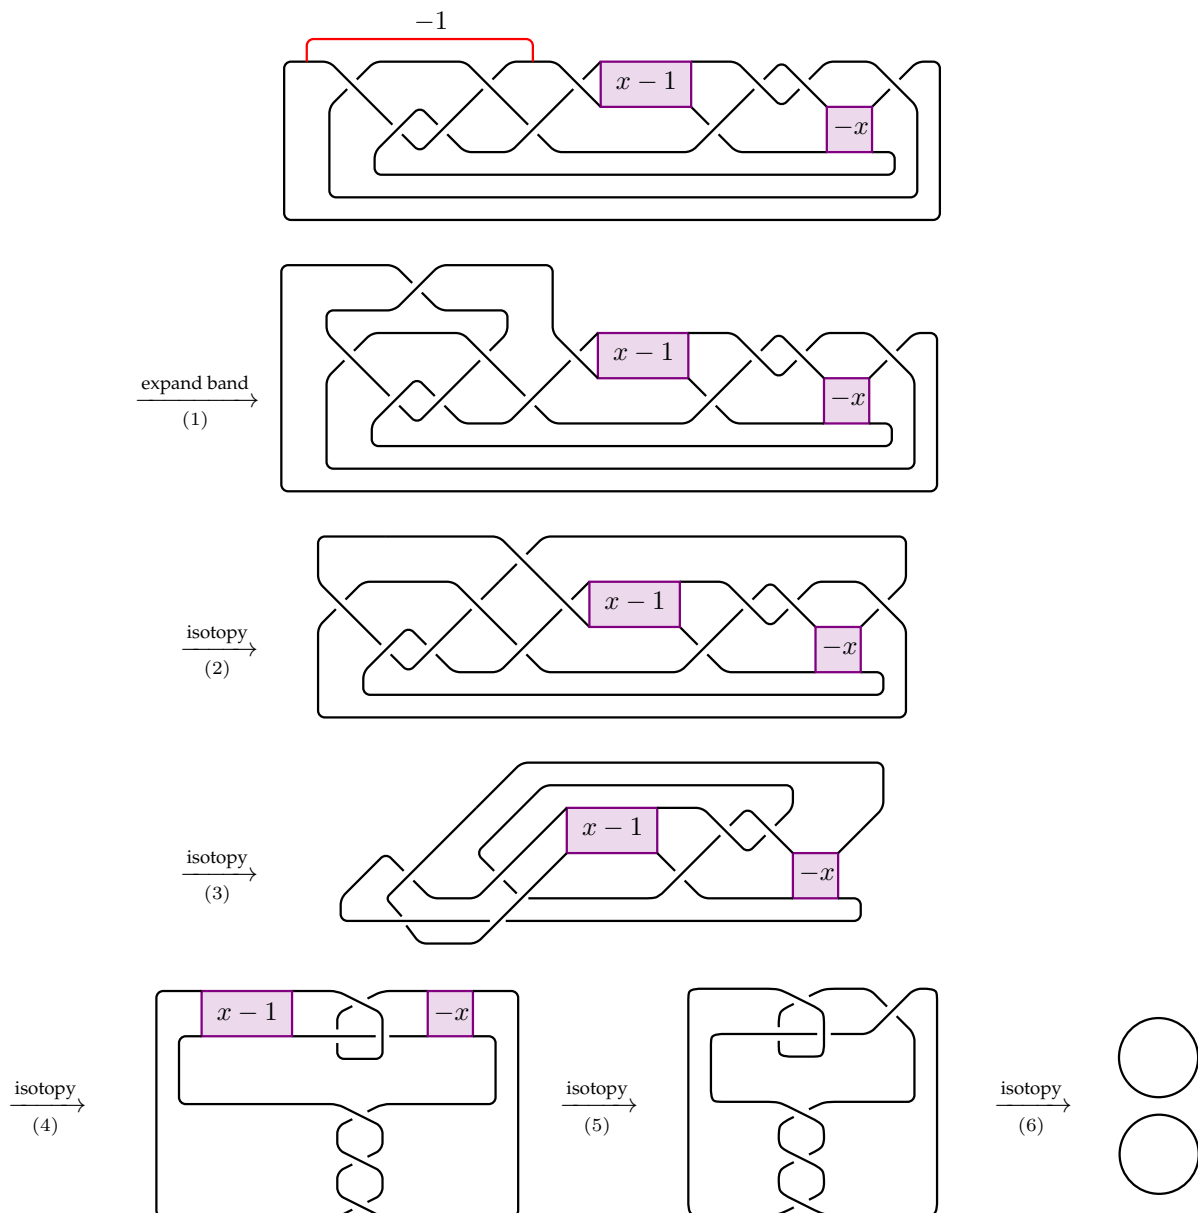 −1
x − 1
−x
expand band
(1)
x − 1
−x
isotopy
(2)
x − 1
−x
isotopy
(3)
x − 1
−x
isotopy
(4)
x − 1
−x
isotopy
(5)
isotopy
(6)